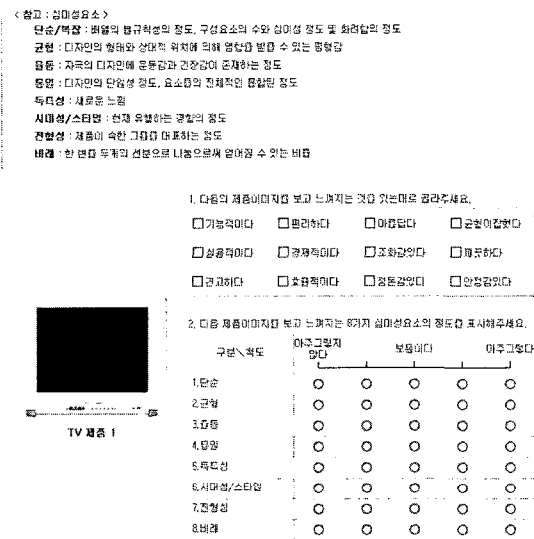 < 참고 : 심미성요소 >
단순/복잡 : 배열의 불규칙성의 정도, 구성요소의 수와 심미성 정도 및 화려함의 정도
균형 : 디자인의 형태와 상대적 위치에 의해 영향을 받을 수 있는 평형감
율동 : 자극의 디자인에 운동감과 긴장감이 존재하는 정도
통일 : 디자인의 단일성 정도, 요소들의 전체적인 통합된 정도
독특성 : 새로운 느낌
시대성/스타일 : 현재 유행하는 경향의 정도
전형성 : 제품이 속한 그룹을 대표하는 정도
비례 : 한 변을 두개의 선분으로 나눔으로써 얻어질 수 있는 비율
1. 다음의 제품이미지를 보고 느껴지는 것을 있는대로 골라주세요.
기능적이다 편리하다 아름답다 균형이잡혔다
실용적이다 경제적이다 조화감있다 깨끗하다
견고하다 효율적이다 정돈감있다 안정감있다
2. 다음 제품이미지를 보고 느껴지는 8가지 심미성요소의 정도를 표시해주세요.
구분＼척도 아주그렇지않다 보통이다 아주그렇다
1.단순
2.균형
3.율동
4.통일
5.독특성
6.시대성/스타일
7.전형성
8.비례
TV 제품 1